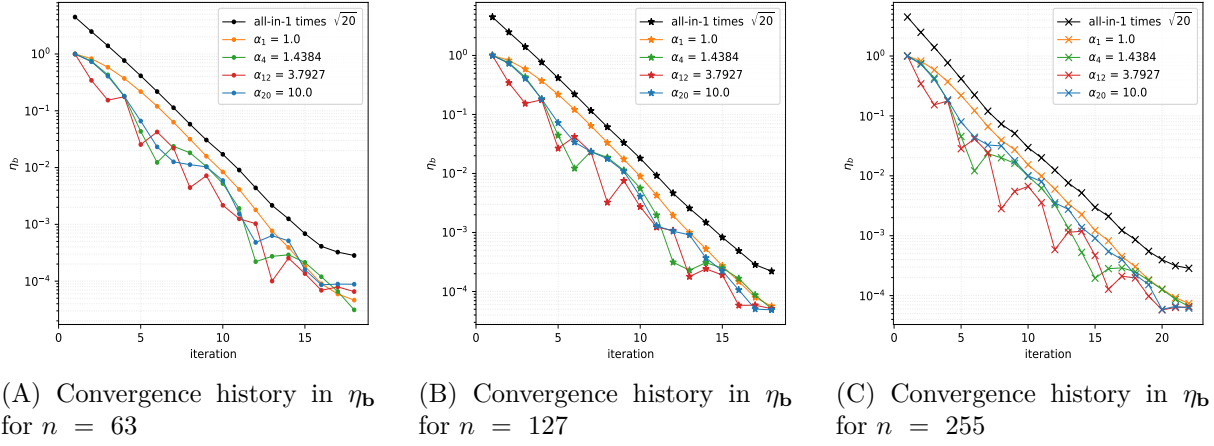 all-in-1 times √20
α₁ = 1.0
α₄ = 1.4384
α₁₂ = 3.7927
α₂₀ = 10.0
10⁰
10⁻¹
10⁻²
10⁻³
10⁻⁴
η_b
5
10
15
iteration
(A) Convergence history in η_b
for n = 63
all-in-1 times √20
α₁ = 1.0
α₄ = 1.4384
α₁₂ = 3.7927
α₂₀ = 10.0
10⁰
10⁻¹
10⁻²
10⁻³
10⁻⁴
η_b
5
10
15
iteration
(B) Convergence history in η_b
for n = 127
all-in-1 times √20
α₁ = 1.0
α₄ = 1.4384
α₁₂ = 3.7927
α₂₀ = 10.0
10⁰
10⁻¹
10⁻²
10⁻³
10⁻⁴
η_b
5
10
15
20
iteration
(C) Convergence history in η_b
for n = 255